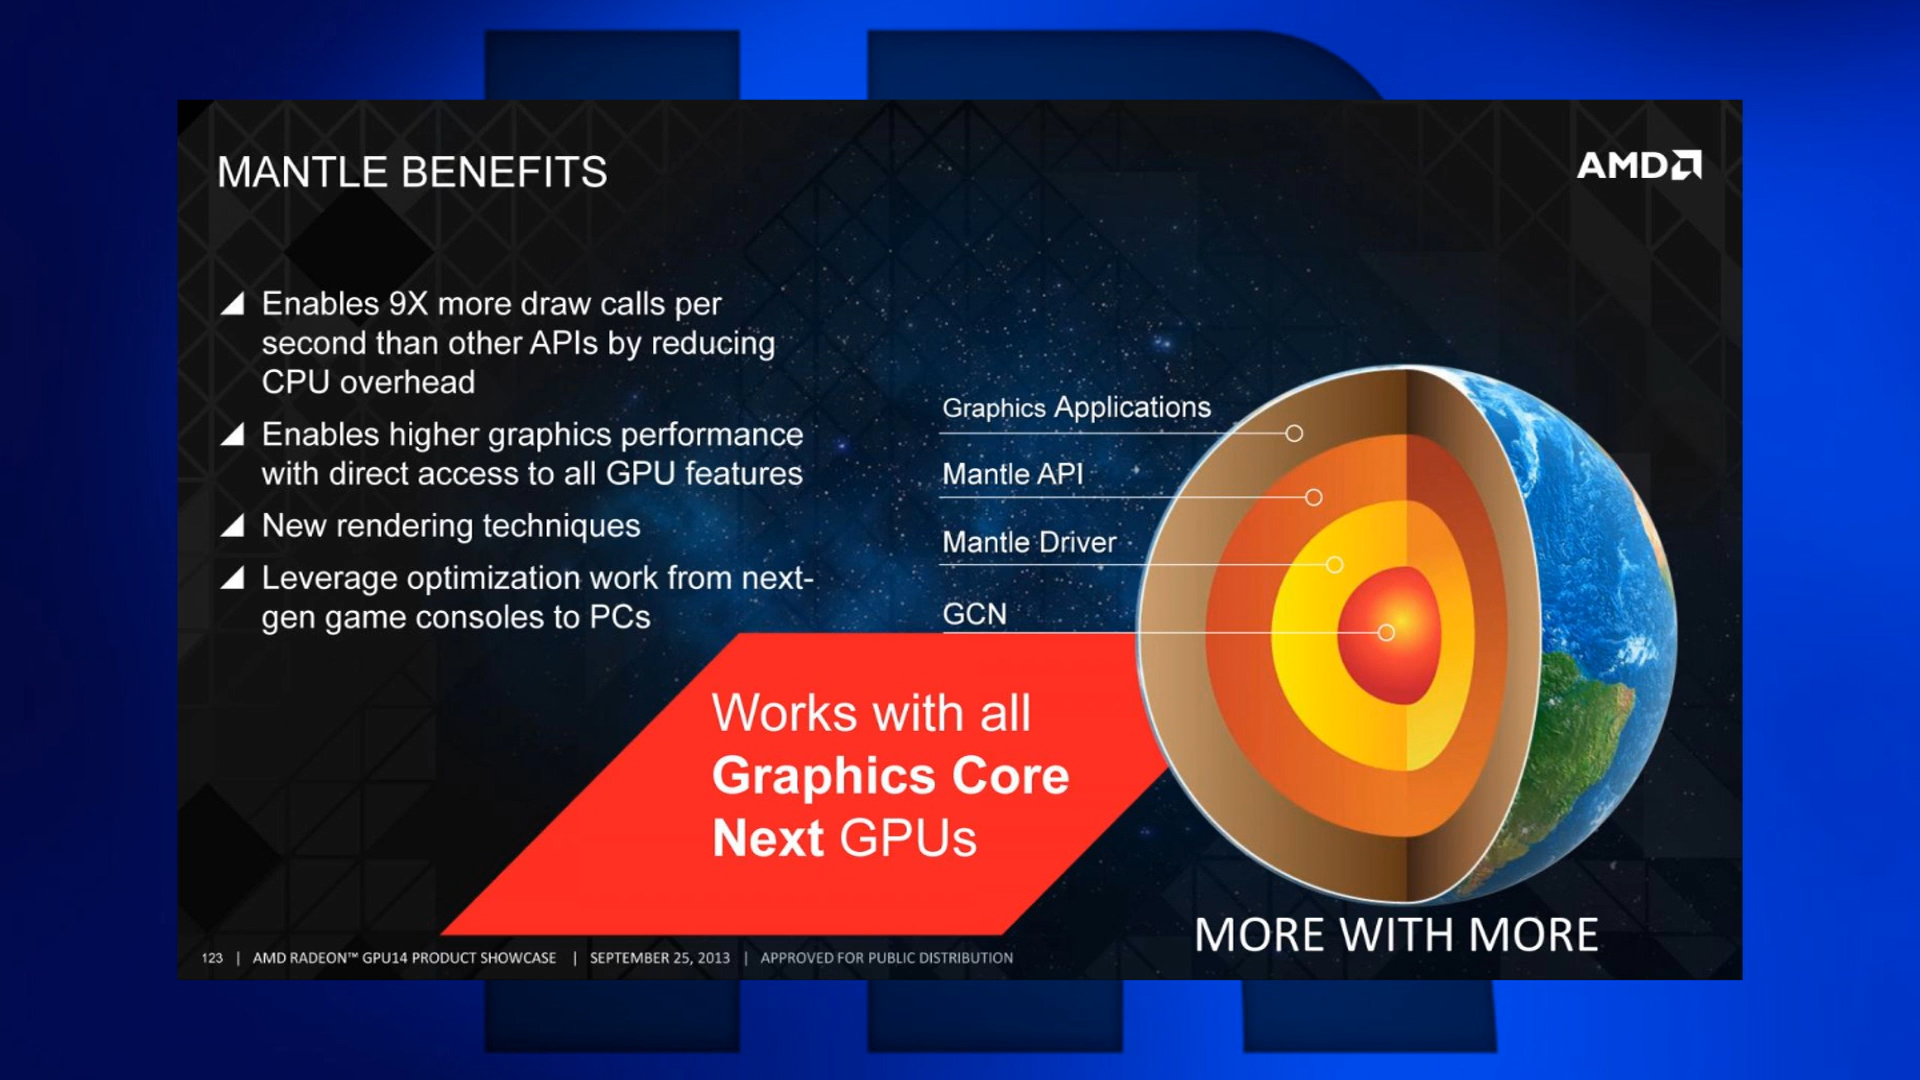 MANTLE BENEFITS
AMD
Enables 9X more draw calls per
second than other APIs by reducing
CPU overhead
Enables higher graphics performance
with direct access to all GPU features
New rendering techniques
Leverage optimization work from next-
gen game consoles to PCs
Graphics Applications
Mantle API
Mantle Driver
GCN
Works with all
Graphics Core
Next GPUs
MORE WITH MORE
123 | AMD RADEON™ GPU14 PRODUCT SHOWCASE | SEPTEMBER 25, 2013 | APPROVED FOR PUBLIC DISTRIBUTION